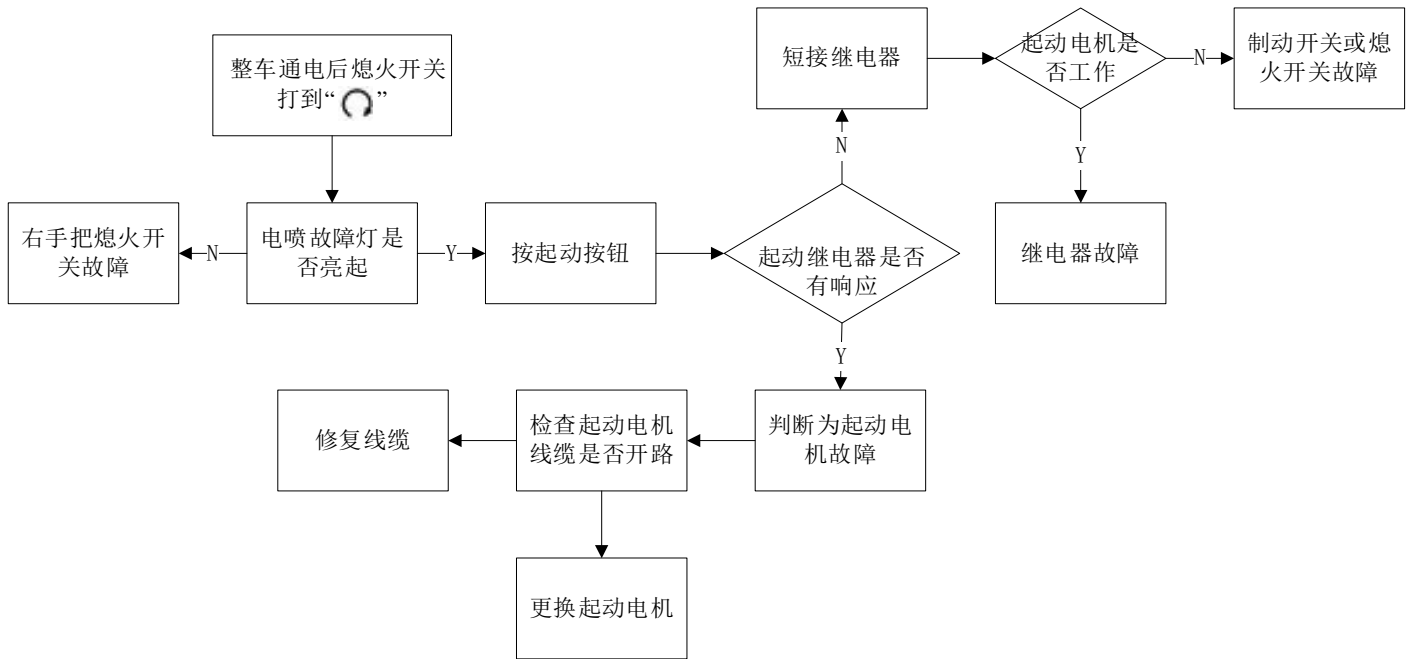 整车通电后熄火开关
打到“ ”
电喷故障灯是
否亮起
N
右手把熄火开
关故障
Y
按起动按钮
起动继电器是否
有响应
N
短接继电器
起动电机是
否工作
N
制动开关或熄
火开关故障
Y
继电器故障
Y
判断为起动电
机故障
检查起动电机
线缆是否开路
修复线缆
更换起动电机